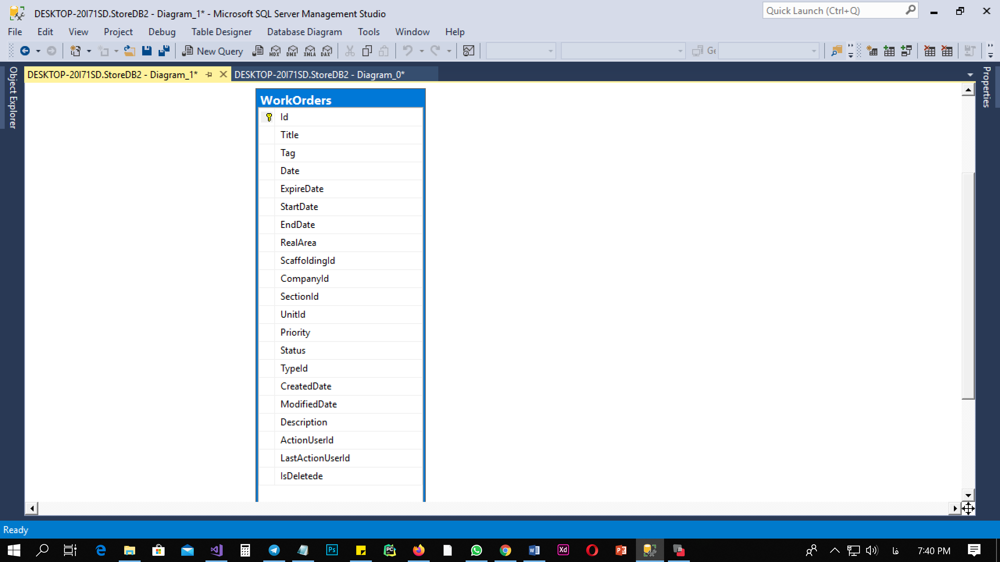 DESKTOP-20I71SD.StoreDB2 - Diagram_1* - Microsoft SQL Server Management Studio
Quick Launch (Ctrl+Q)
File Edit View Project Debug Table Designer Database Diagram Tools Window Help
New Query MDX DMX XMLA DAX Ge
Object Explorer
DESKTOP-20I71SD.StoreDB2 - Diagram_1* DESKTOP-20I71SD.StoreDB2 - Diagram_0*
Properties
WorkOrders
Id
Title
Tag
Date
ExpireDate
StartDate
EndDate
RealArea
ScaffoldingId
CompanyId
SectionId
UnitId
Priority
Status
TypeId
CreatedDate
ModifiedDate
Description
ActionUserId
LastActionUserId
IsDeletede
Ready
Ps PC W Xd P فا 7:40 PM